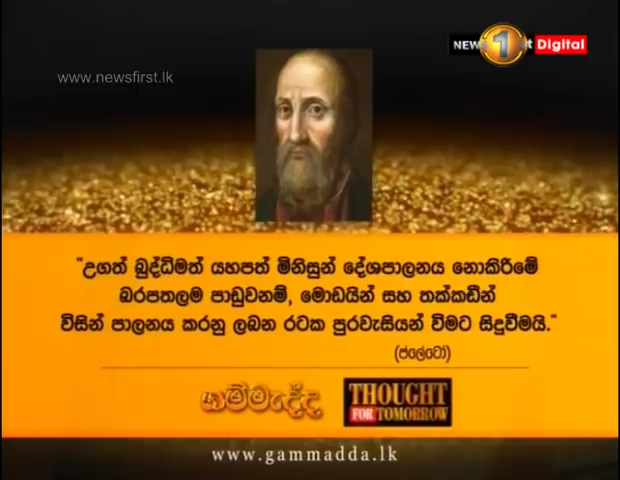 www.newsfirst.lk
NEWS 1st Digital
"උගත් බුද්ධිමත් යහපත් මිනිසුන් දේශපාලනය නොකිරීමේ
බරපතලම පාඩුවනම්, මෝඩයින් සහ තක්කඩීන්
විසින් පාලනය කරනු ලබන රටක පුරවැසියන් වීමට සිදුවීමයි."
(ප්ලේටෝ)
ගම්මැද්ද
THOUGHT
FOR TOMORROW
www.gammadda.lk